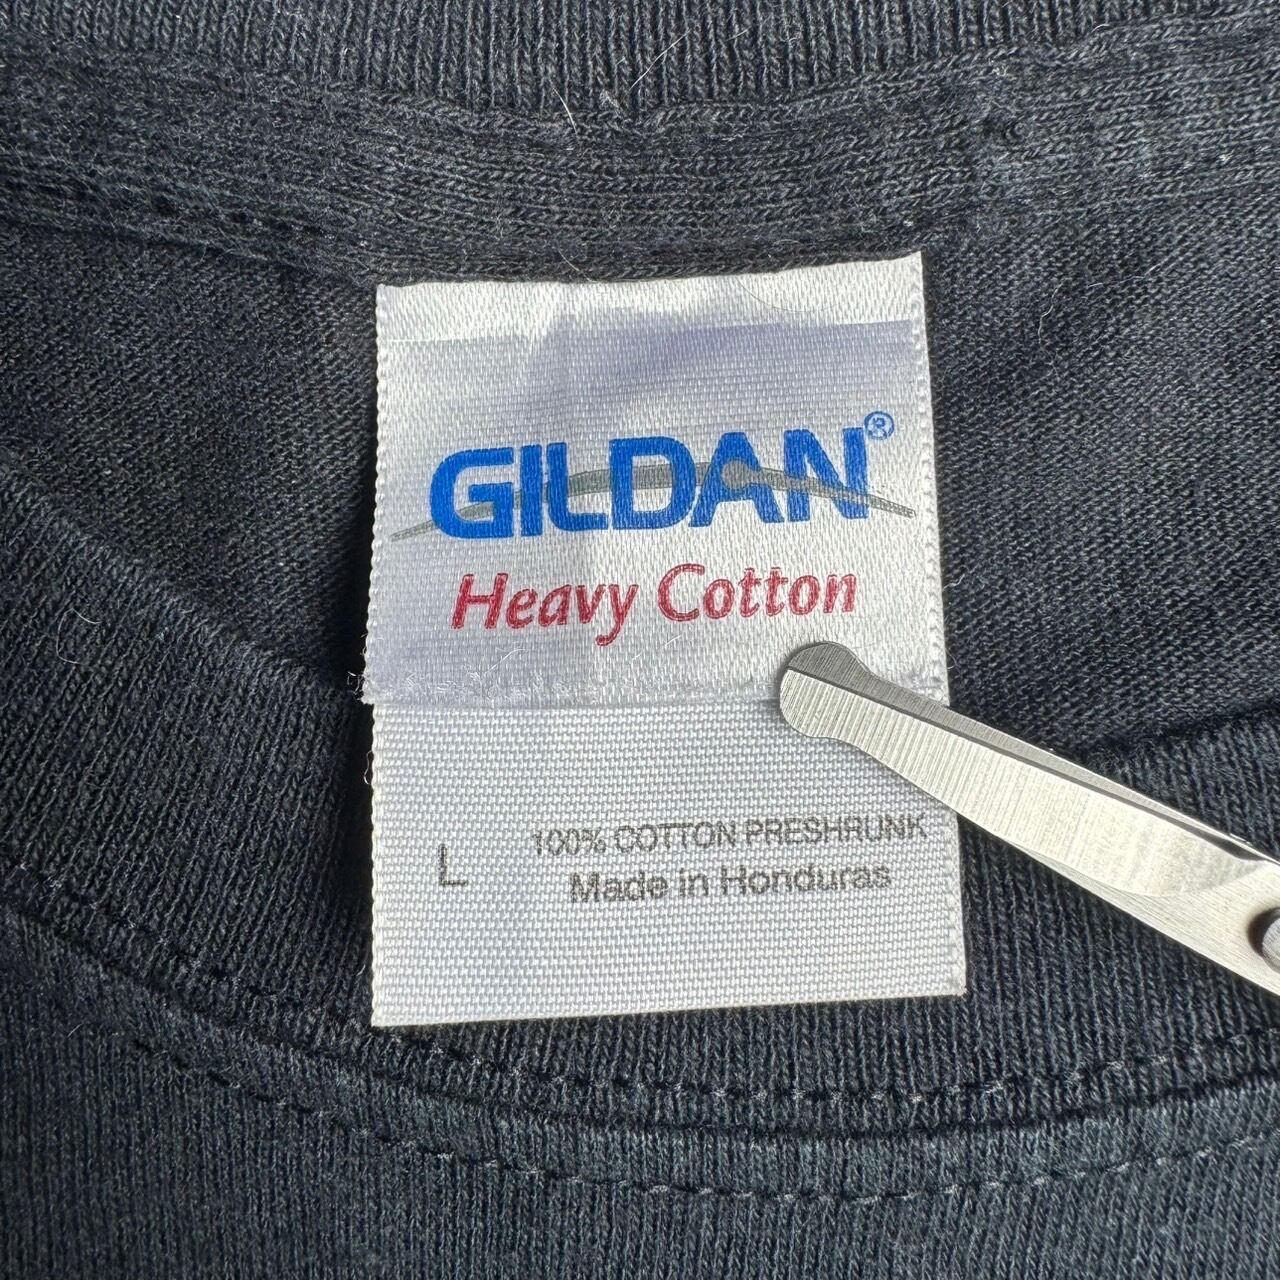 GILDAN®
Heavy Cotton
L
100% COTTON PRESHRUNK
Made in Honduras